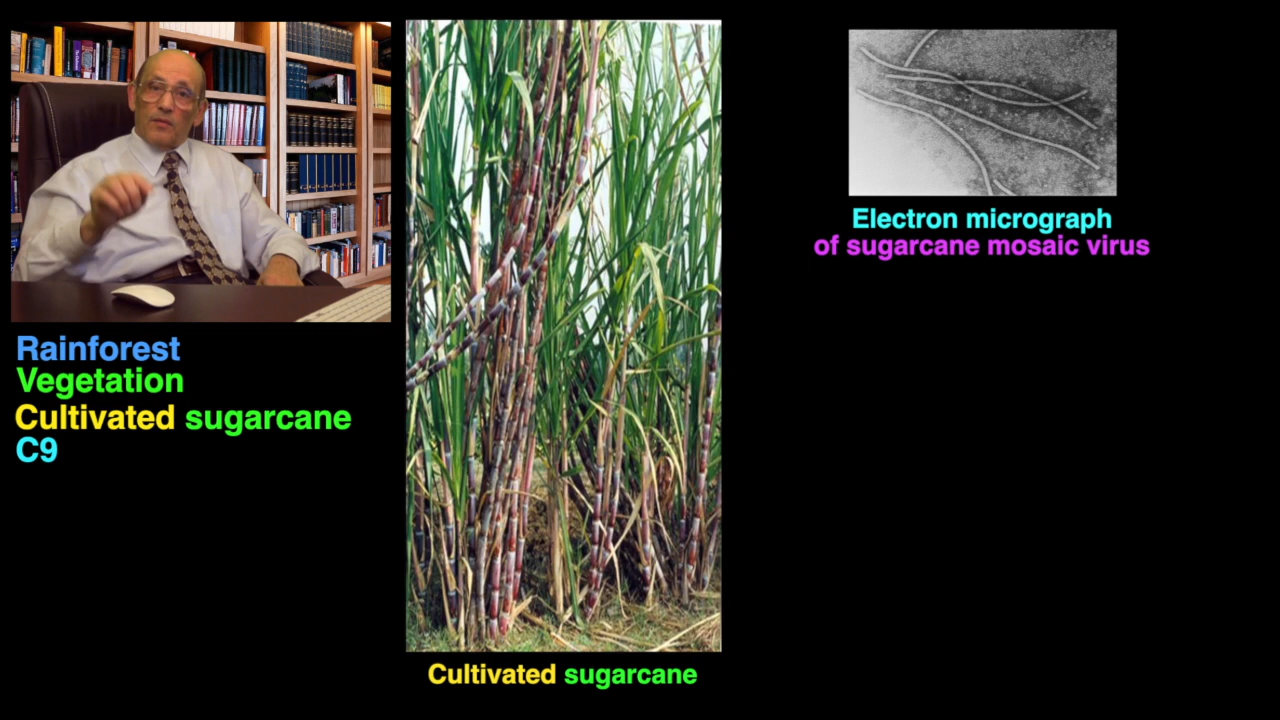 Rainforest
Vegetation
Cultivated sugarcane
C9
Cultivated sugarcane
Electron micrograph
of sugarcane mosaic virus